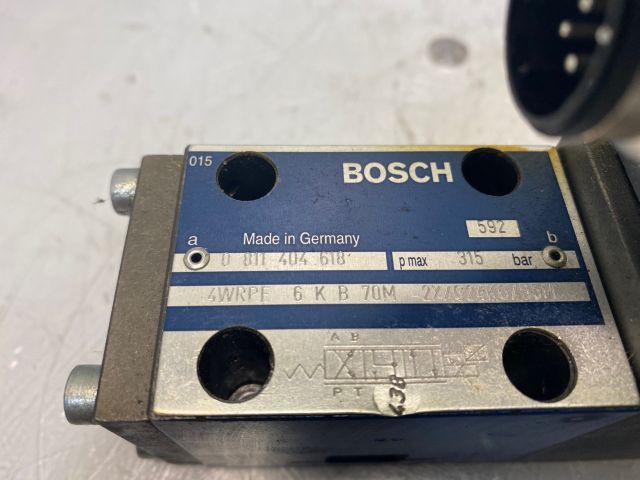 015
BOSCH
592
a
Made in Germany
b
0 811 404 618
p max 315 bar
4WRPE 6 K B 70M
A B
P T
438